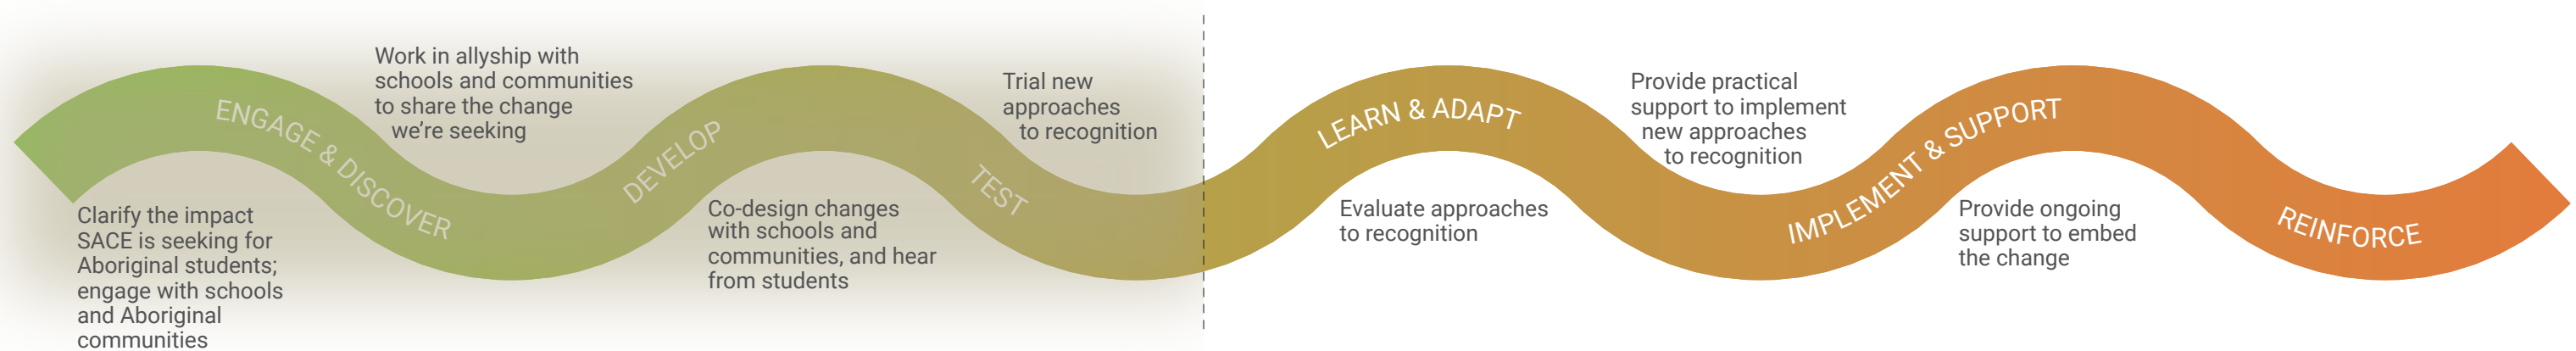 Clarify the impact
SACE is seeking for
Aboriginal students;
engage with schools
and Aboriginal
communities
ENGAGE & DISCOVER
Work in allyship with
schools and communities
to share the change
we’re seeking
DEVELOP
Co-design changes
with schools and
communities, and hear
from students
TEST
Trial new
approaches
to recognition
LEARN & ADAPT
Evaluate approaches
to recognition
Provide practical
support to implement
new approaches
to recognition
IMPLEMENT & SUPPORT
Provide ongoing
support to embed
the change
REINFORCE